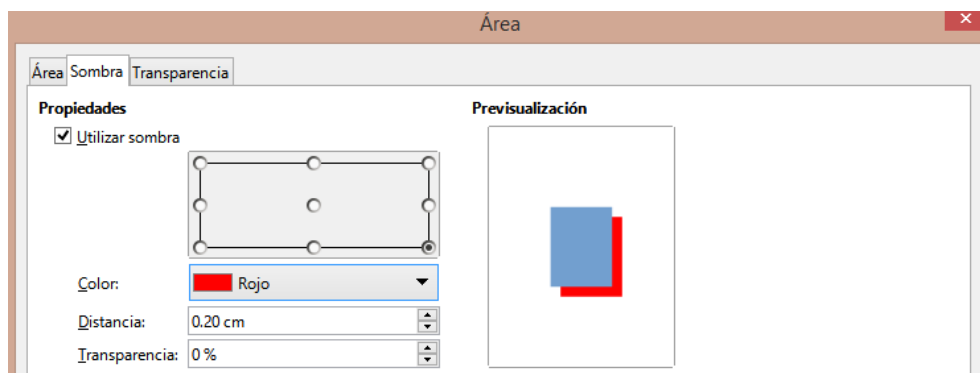 Área
Área Sombra Transparencia
Propiedades
Utilizar sombra
Color: Rojo
Distancia: 0.20 cm
Transparencia: 0 %
Previsualización